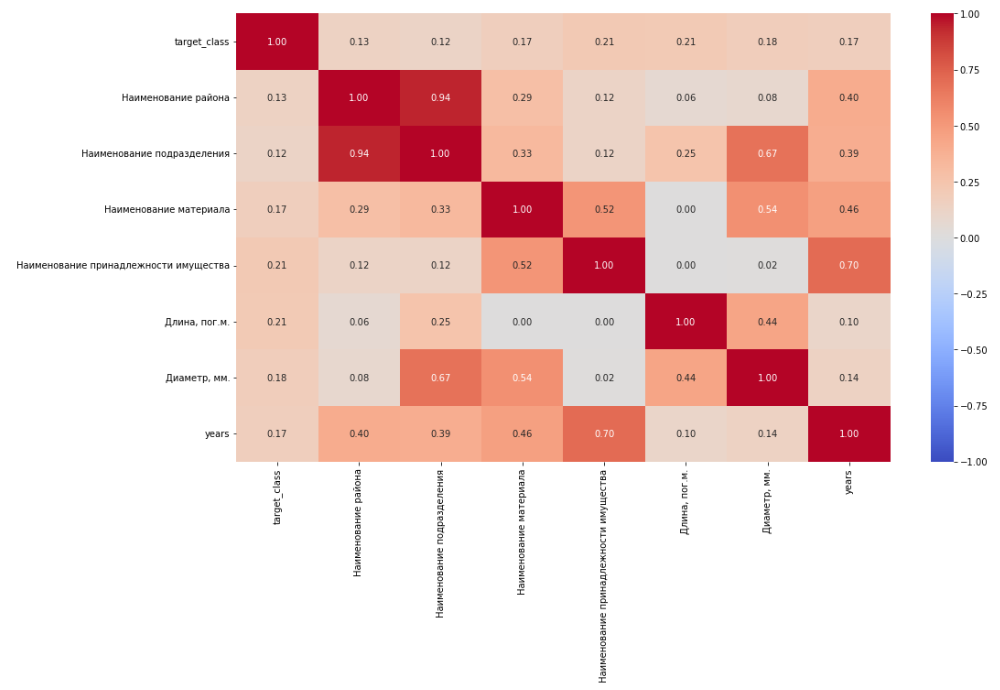 target_class 1.00 0.13 0.12 0.17 0.21 0.21 0.18 0.17
Наименование района 0.13 1.00 0.94 0.29 0.12 0.06 0.08 0.40
Наименование подразделения 0.12 0.94 1.00 0.33 0.12 0.25 0.67 0.39
Наименование материала 0.17 0.29 0.33 1.00 0.52 0.00 0.54 0.46
Наименование принадлежности имущества 0.21 0.12 0.12 0.52 1.00 0.00 0.02 0.70
Длина, пог.м. 0.21 0.06 0.25 0.00 0.00 1.00 0.44 0.10
Диаметр, мм. 0.18 0.08 0.67 0.54 0.02 0.44 1.00 0.14
years 0.17 0.40 0.39 0.46 0.70 0.10 0.14 1.00
target_class
Наименование района
Наименование подразделения
Наименование материала
Наименование принадлежности имущества
Длина, пог.м.
Диаметр, мм.
years
1.00
0.75
0.50
0.25
0.00
−0.25
−0.50
−0.75
−1.00